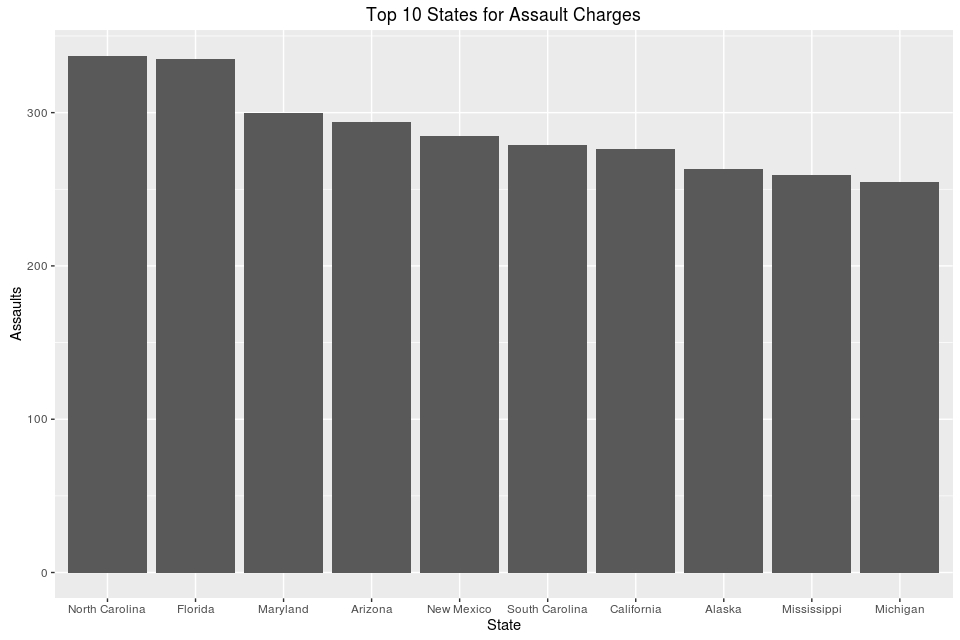 Top 10 States for Assault Charges
Assaults
300
200
100
0
North Carolina Florida Maryland Arizona New Mexico South Carolina California Alaska Mississippi Michigan
State